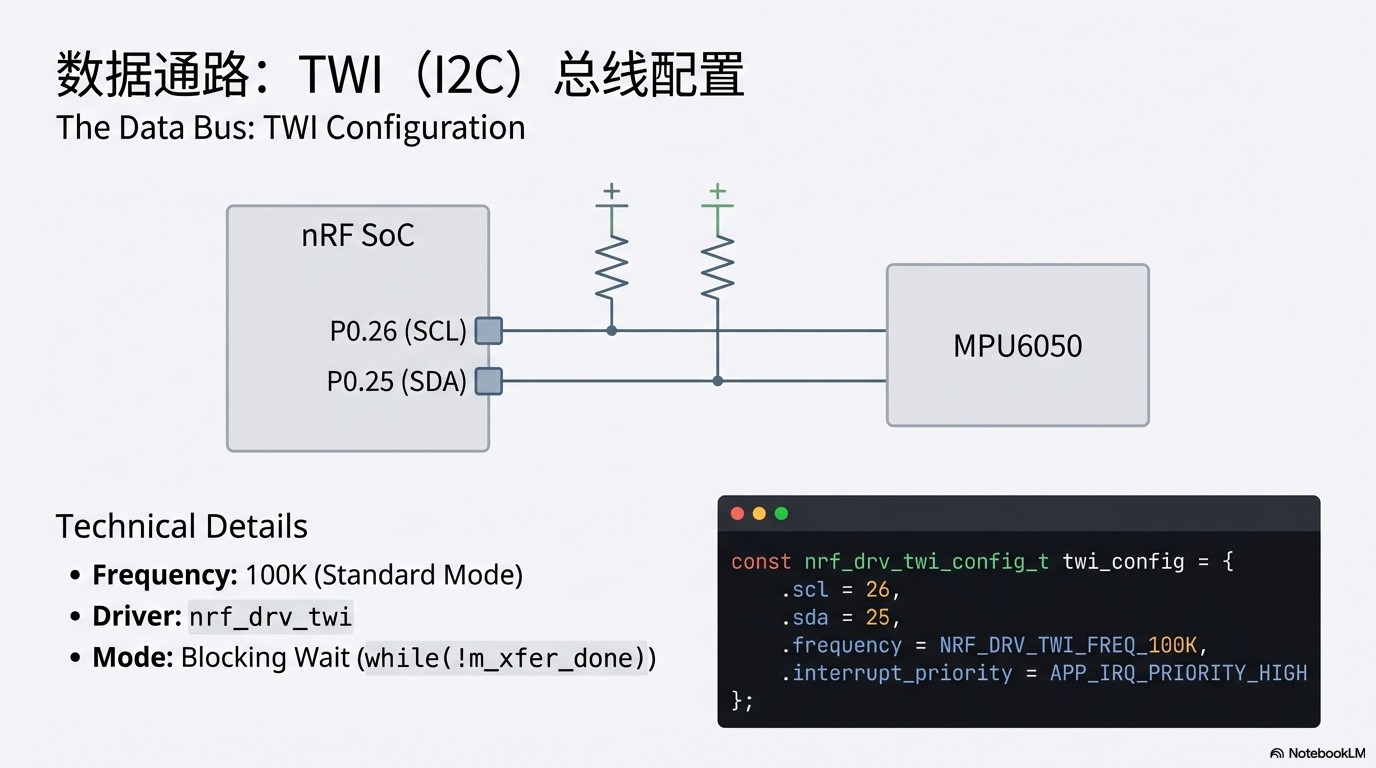 数据通路：TWI（I2C）总线配置
The Data Bus: TWI Configuration
+ +
nRF SoC
P0.26 (SCL)
P0.25 (SDA)
MPU6050
Technical Details
• Frequency: 100K (Standard Mode)
• Driver: nrf_drv_twi
• Mode: Blocking Wait (while(!m_xfer_done))
const nrf_drv_twi_config_t twi_config = {
    .scl = 26,
    .sda = 25,
    .frequency = NRF_DRV_TWI_FREQ_100K,
    .interrupt_priority = APP_IRQ_PRIORITY_HIGH
};
NotebookLM